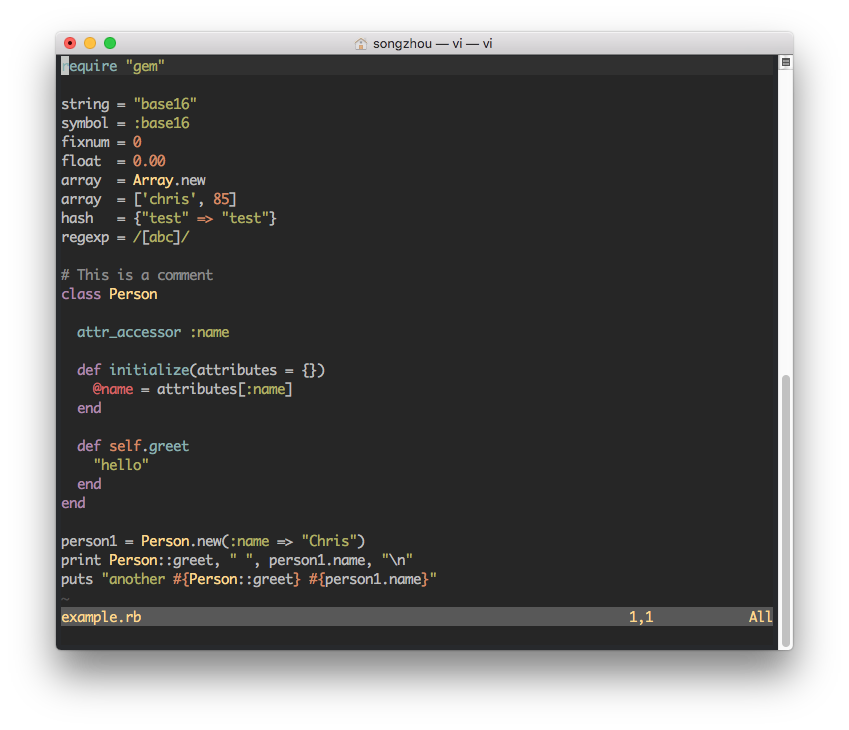 songzhou — vi — vi
require "gem"

string = "base16"
symbol = :base16
fixnum = 0
float  = 0.00
array  = Array.new
array  = ['chris', 85]
hash   = {"test" => "test"}
regexp = /[abc]/

# This is a comment
class Person

  attr_accessor :name

  def initialize(attributes = {})
    @name = attributes[:name]
  end

  def self.greet
    "hello"
  end
end

person1 = Person.new(:name => "Chris")
print Person::greet, " ", person1.name, "\n"
puts "another #{Person::greet} #{person1.name}"
~
example.rb 1,1 All